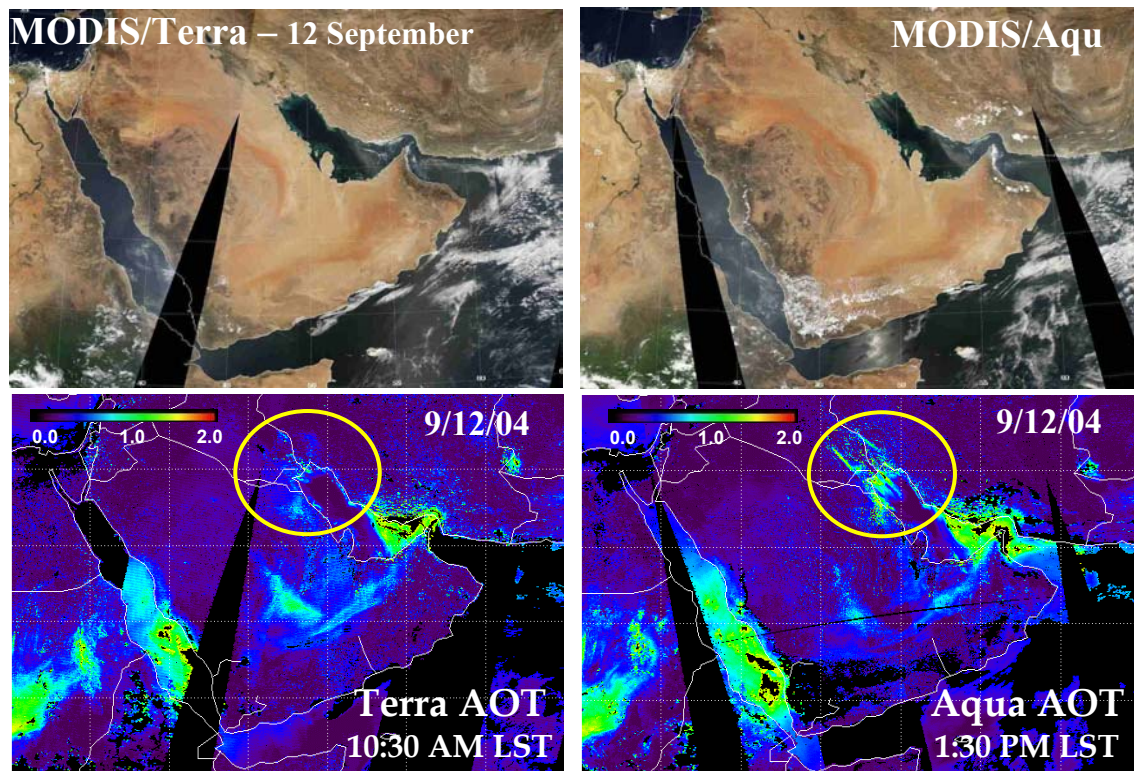 MODIS/Terra – 12 September
MODIS/Aqu
0.0 1.0 2.0
9/12/04
Terra AOT
10:30 AM LST
0.0 1.0 2.0
9/12/04
Aqua AOT
1:30 PM LST